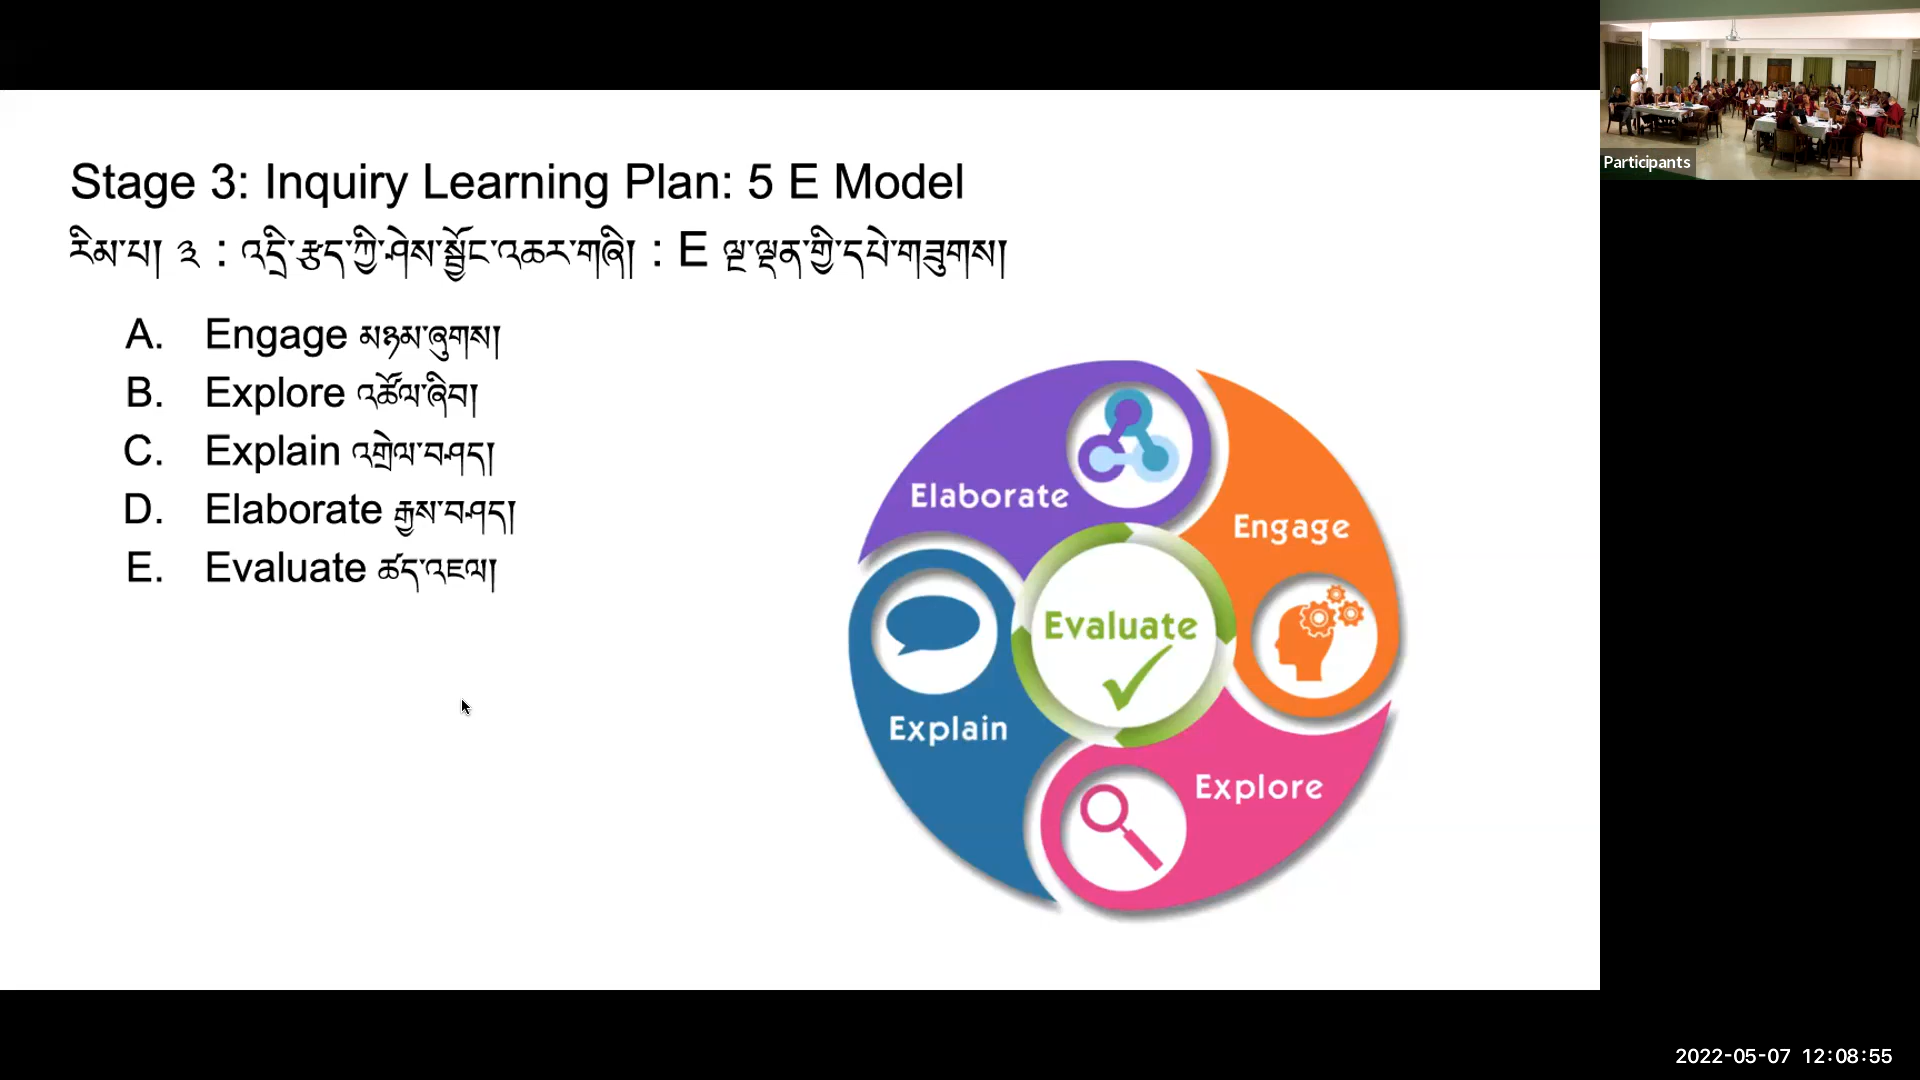 Stage 3: Inquiry Learning Plan: 5 E Model
རིམ་པ། ༣ : འདྲི་རྩད་ཀྱི་ཤེས་སྦྱོང་འཆར་གཞི། : E ལྔ་ལྡན་གྱི་དཔེ་གཟུགས།
A. Engage མཉམ་ཞུགས།
B. Explore འཚོལ་ཞིབ།
C. Explain འགྲེལ་བཤད།
D. Elaborate རྒྱས་བཤད།
E. Evaluate ཚད་འཇལ།
Elaborate
Engage
Evaluate
Explain
Explore
Participants
2022-05-07 12:08:55